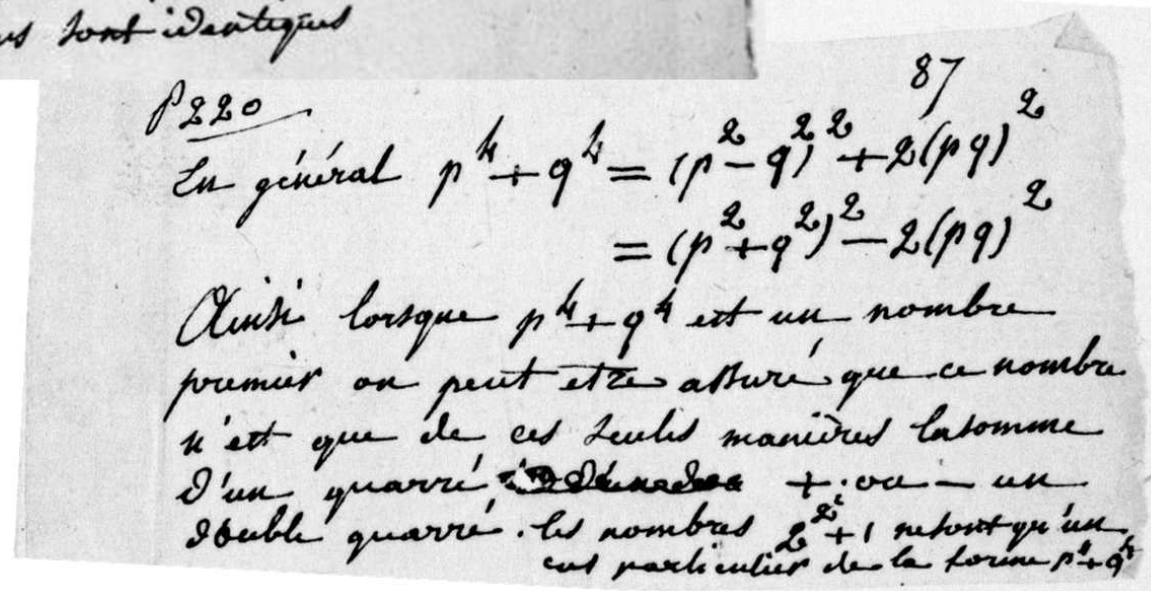 sont identiques
P 220
87
En général p⁴ + q⁴ = (p² - q²)² + 2(pq)²
= (p² + q²)² - 2(pq)²
Ainsi lorsque p⁴ + q⁴ est un nombre
premier on peut etre assuré que ce nombre
n'est que de ces seules manières la somme
d'un quarré + ou - un
double quarré. les nombres 2^2^i + 1 ne sont qu'un
cas particulier de la forme p⁴ + q⁴